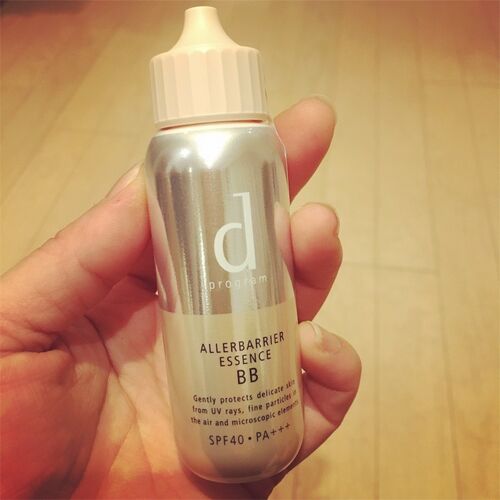 d
program
ALLERBARRIER
ESSENCE
BB
Gently protects delicate skin
from UV rays, fine particles in
the air and microscopic elements.
SPF40・PA+++